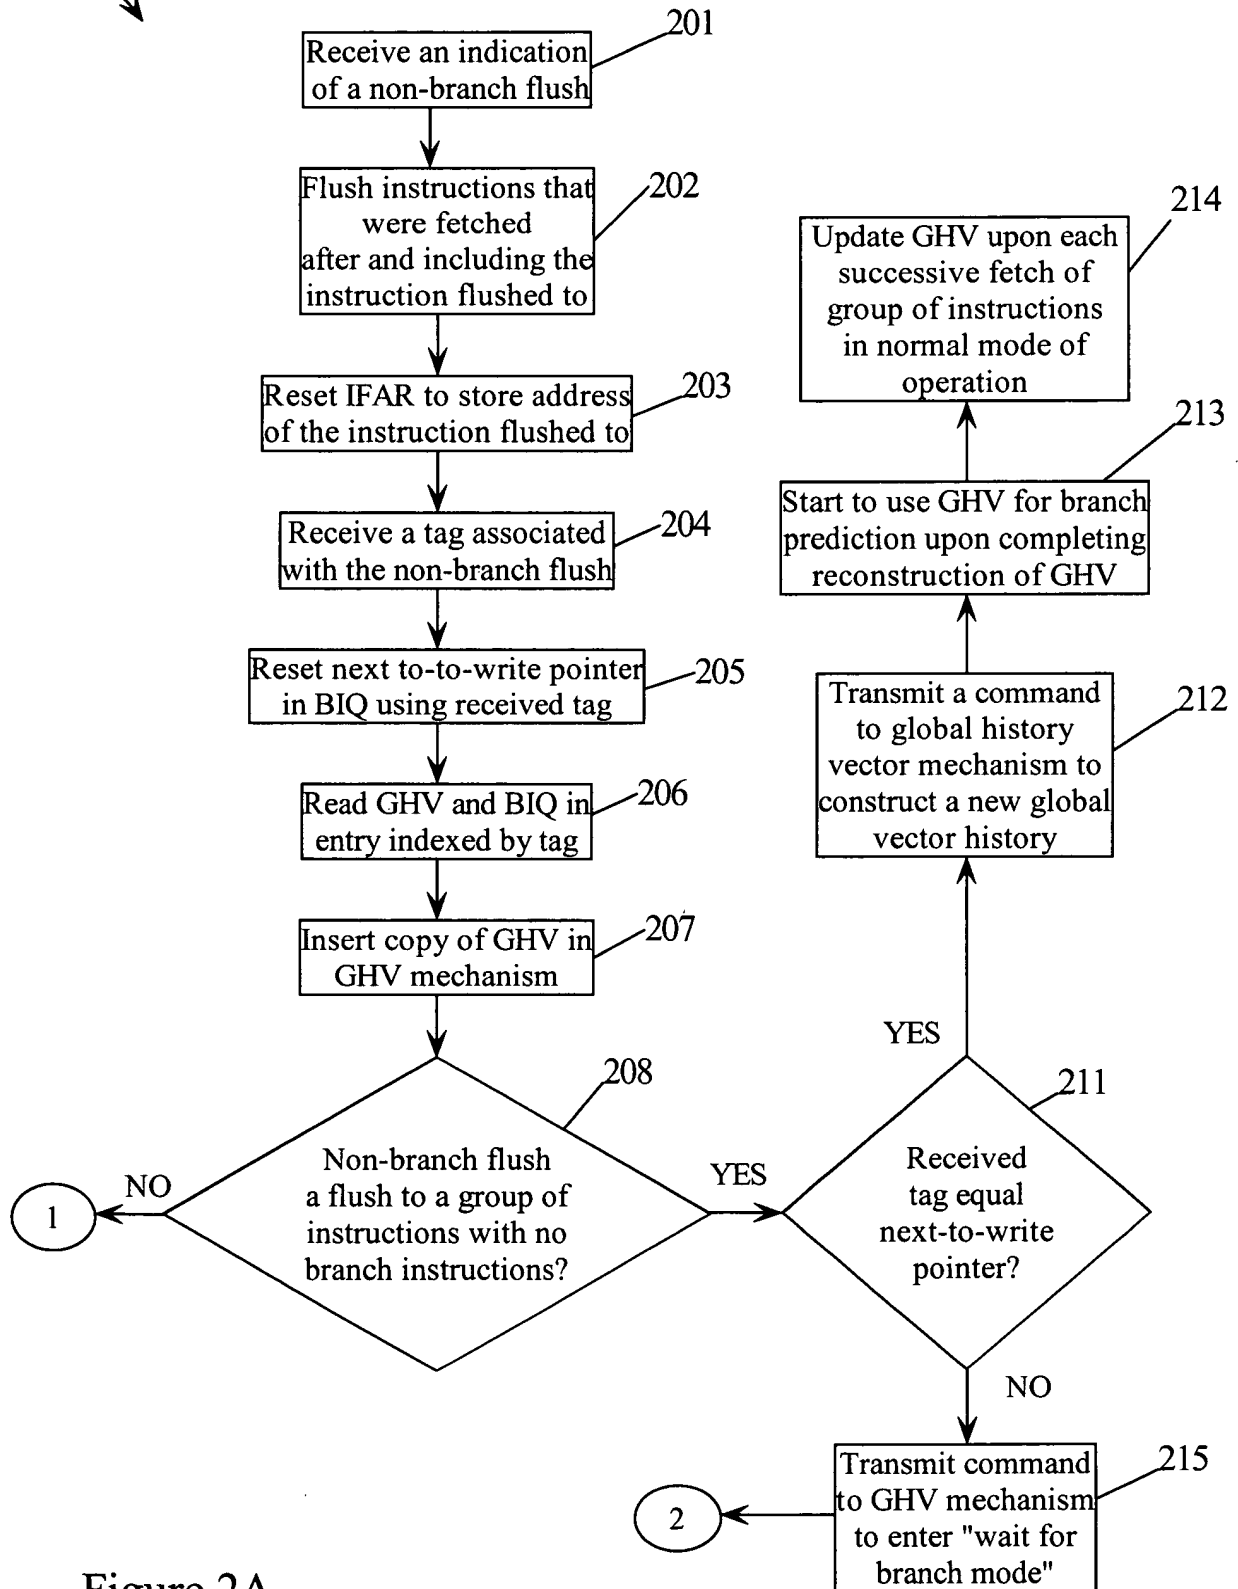 201
Receive an indication
of a non-branch flush
202
Flush instructions that
were fetched
after and including the
instruction flushed to
203
Reset IFAR to store address
of the instruction flushed to
204
Receive a tag associated
with the non-branch flush
205
Reset next to-to-write pointer
in BIQ using received tag
206
Read GHV and BIQ in
entry indexed by tag
207
Insert copy of GHV in
GHV mechanism
208
Non-branch flush
a flush to a group of
instructions with no
branch instructions?
NO
1
YES
211
Received
tag equal
next-to-write
pointer?
YES
212
Transmit a command
to global history
vector mechanism to
construct a new global
vector history
213
Start to use GHV for branch
prediction upon completing
reconstruction of GHV
214
Update GHV upon each
successive fetch of
group of instructions
in normal mode of
operation
NO
215
Transmit command
to GHV mechanism
to enter "wait for
branch mode"
2
Figure 2A